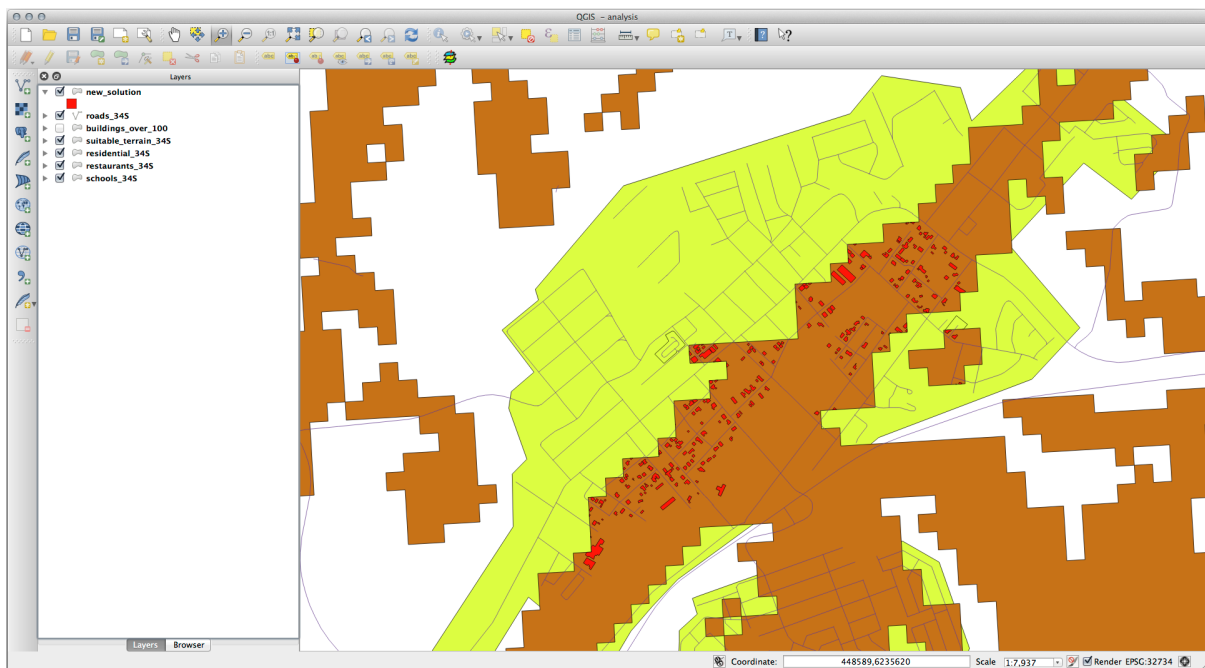 QGIS - analysis
Layers
new_solution
roads_34S
buildings_over_100
suitable_terrain_34S
residential_34S
restaurants_34S
schools_34S
Layers
Browser
Coordinate:
448589,6235620
Scale
1:7,937
Render
EPSG:32734